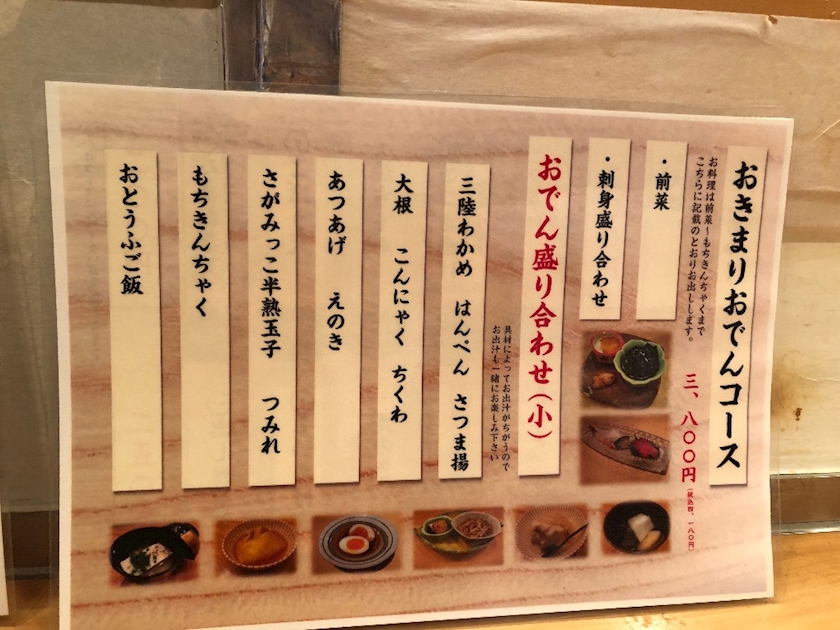 おきまりおでんコース
お料理は前菜〜もちきんちゃくまで
こちらに記載のとおりお出しします。
三、八〇〇円
(税込四、一八〇円)
・前菜
・刺身盛り合わせ
おでん盛り合わせ(小)
具材によってお出汁がちがうので
お出汁も一緒にお楽しみ下さい
三陸わかめ はんぺん さつま揚
大根 こんにゃく ちくわ
あつあげ えのき
さがみっこ半熟玉子 つみれ
もちきんちゃく
おとうふご飯